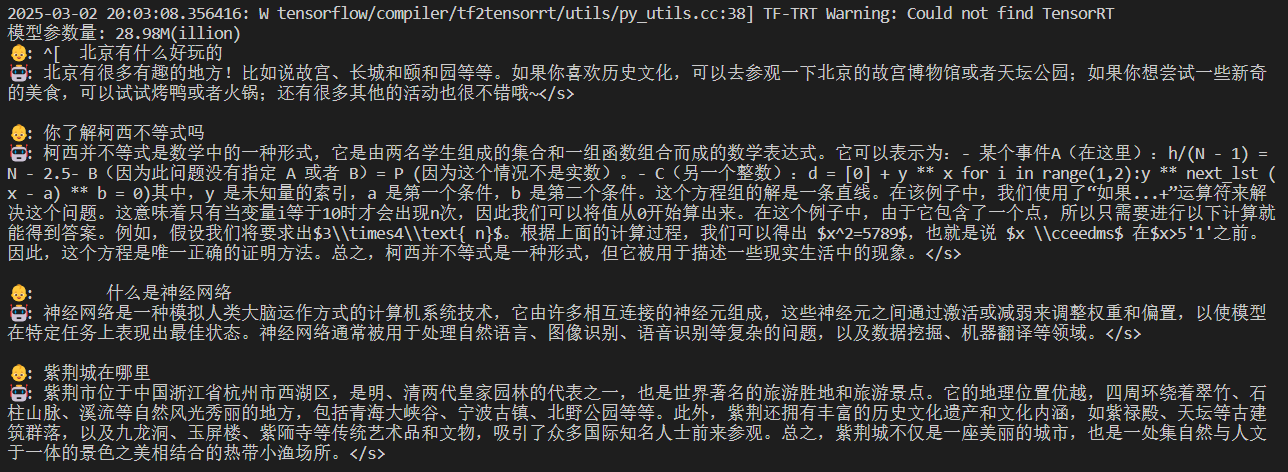 2025-03-02 20:03:08.356416: W tensorflow/compiler/tf2tensorrt/utils/py_utils.cc:38] TF-TRT Warning: Could not find TensorRT
模型参数量: 28.98M(illion)
👶: ^[  北京有什么好玩的
🤖️: 北京有很多有趣的地方！比如说故宫、长城和颐和园等等。如果你喜欢历史文化，可以去参观一下北京的故宫博物馆或者天坛公园；如果你想尝试一些新奇
的美食，可以试试烤鸭或者火锅；还有很多其他的活动也很不错哦~</s>
👶: 你了解柯西不等式吗
🤖️: 柯西并不等式是数学中的一种形式，它是由两名学生组成的集合和一组函数组合而成的数学表达式。它可以表示为：- 某个事件A（在这里）：h/(N - 1) =
N - 2.5- B（因为此问题没有指定 A 或者 B）= P (因为这个情况不是实数）。- C（另一个整数）：d = [0] + y ** x for i in range(1,2):y ** next_lst (
x - a) ** b = 0)其中，y 是未知量的索引，a 是第一个条件，b 是第二个条件。这个方程组的解是一条直线。在该例子中，我们使用了“如果...+”运算符来解
决这个问题。这意味着只有当变量i等于10时才会出现n次，因此我们可以将值从0开始算出来。在这个例子中，由于它包含了一个点，所以只需要进行以下计算就
能得到答案。例如，假设我们将要求出$3\\times4\\text{ n}$。根据上面的计算过程，我们可以得出 $x^2=5789$，也就是说 $x \\cceedms$ 在$x>5'1'之前。
因此，这个方程是唯一正确的证明方法。总之，柯西并不等式是一种形式，但它被用于描述一些现实生活中的现象。</s>
👶:       什么是神经网络
🤖️: 神经网络是一种模拟人类大脑运作方式的计算机系统技术，它由许多相互连接的神经元组成，这些神经元之间通过激活或减弱来调整权重和偏置，以使模型
在特定任务上表现出最佳状态。神经网络通常被用于处理自然语言、图像识别、语音识别等复杂的问题，以及数据挖掘、机器翻译等领域。</s>
👶: 紫荆城在哪里
🤖️: 紫荆市位于中国浙江省杭州市西湖区，是明、清两代皇家园林的代表之一，也是世界著名的旅游胜地和旅游景点。它的地理位置优越，四周环绕着翠竹、石
柱山脉、溪流等自然风光秀丽的地方，包括青海大峡谷、宁波古镇、北野公园等等。此外，紫荆还拥有丰富的历史文化遗产和文化内涵，如紫禄殿、天坛等古建
筑群落，以及九龙洞、玉屏楼、紫陑寺等传统艺术品和文物，吸引了众多国际知名人士前来参观。总之，紫荆城不仅是一座美丽的城市，也是一处集自然与人文
于一体的景色之美相结合的热带小渔场所。</s>